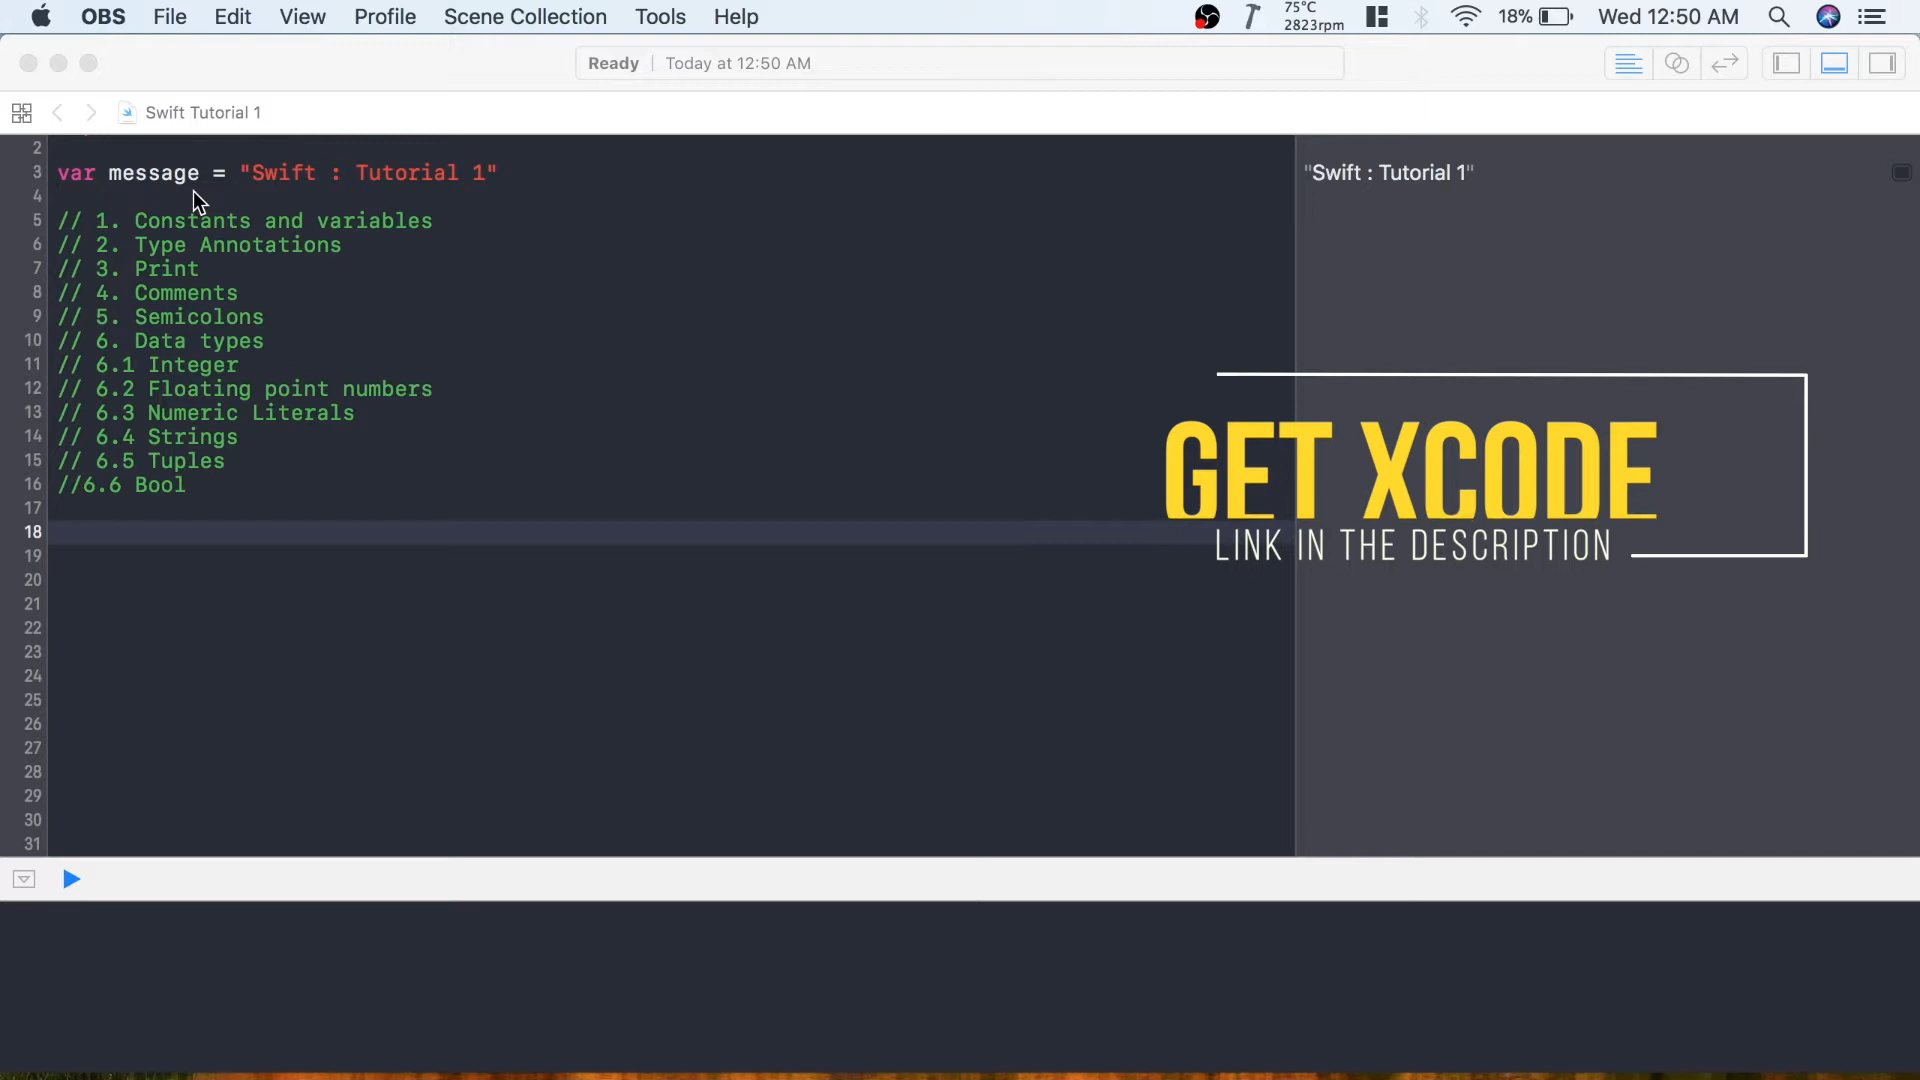 OBS File Edit View Profile Scene Collection Tools Help 75°C 2823rpm 18% Wed 12:50 AM
Ready | Today at 12:50 AM
Swift Tutorial 1
2
3 var message = "Swift : Tutorial 1" "Swift : Tutorial 1"
4
5 // 1. Constants and variables
6 // 2. Type Annotations
7 // 3. Print
8 // 4. Comments
9 // 5. Semicolons
10 // 6. Data types
11 // 6.1 Integer
12 // 6.2 Floating point numbers
13 // 6.3 Numeric Literals
14 // 6.4 Strings
15 // 6.5 Tuples
16 //6.6 Bool
17
18
19
20
21
22
23
24
25
26
27
28
29
30
31
GET XCODE
LINK IN THE DESCRIPTION